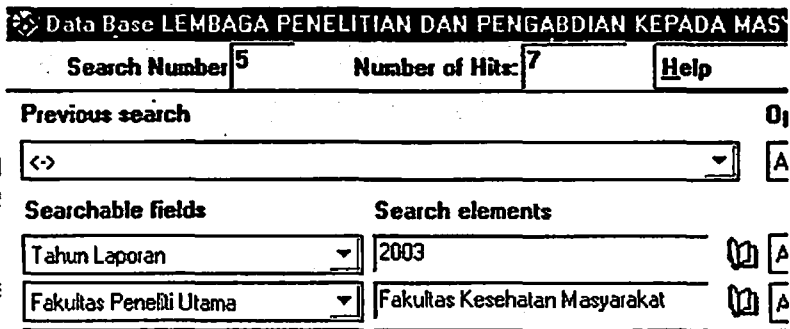 Data Base LEMBAGA PENELITIAN DAN PENGABDIAN KEPADA MASY
Search Number 5 Number of Hits: 7 Help
Previous search
<->
Searchable fields Search elements
Tahun Laporan 2003
Fakultas Peneliti Utama Fakultas Kesehatan Masyarakat